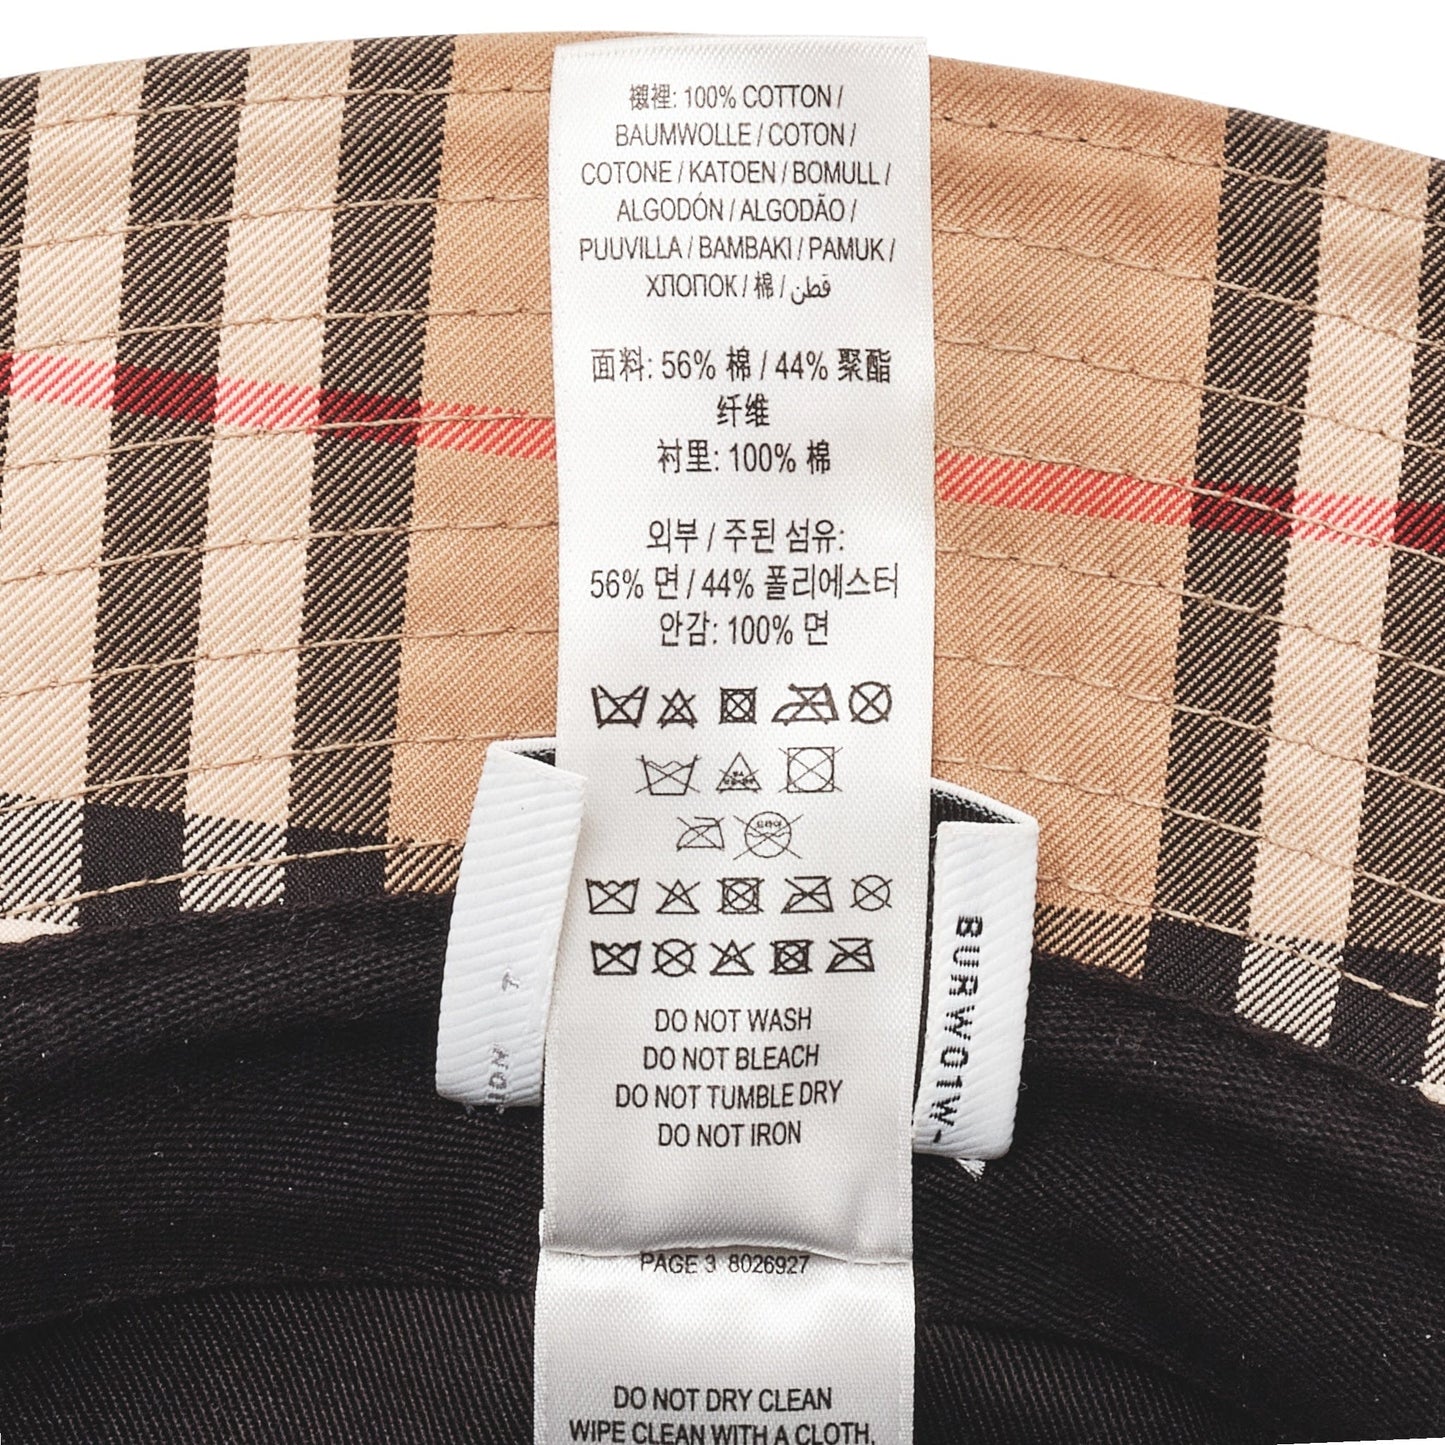 襯裡: 100% COTTON /
BAUMWOLLE / COTON /
COTONE / KATOEN / BOMULL /
ALGODÓN / ALGODÃO /
PUUVILLA / BAMBAKI / PAMUK /
ХЛОПОК / 棉 / قطن
面料: 56% 棉 / 44% 聚酯
纤维
衬里: 100% 棉
외부 / 주된 섬유:
56% 면 / 44% 폴리에스터
안감: 100% 면
DO NOT WASH
DO NOT BLEACH
DO NOT TUMBLE DRY
DO NOT IRON
PAGE 3 8026927
DO NOT DRY CLEAN
WIPE CLEAN WITH A CLOTH.
BURWO1W-